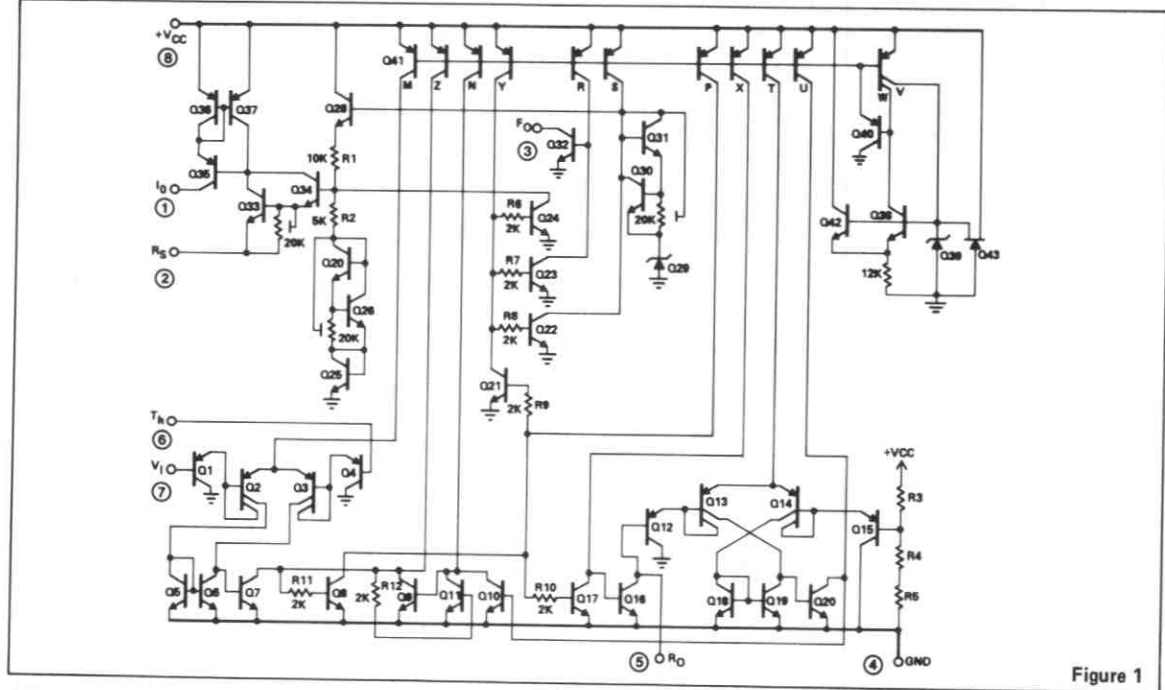 +VCC
⑧
Q41
M
Z
N
Y
R
S
P
X
T
U
W
V
Q36
Q37
Q28
FO
③
Q32
Q31
Q40
10K
R1
Q35
Q34
Q30
IO
①
Q33
5K
R2
R6
2K
Q24
20K
Q42
Q38
20K
RS
②
Q20
R7
2K
Q23
Q29
12K
Q39
Q43
Q26
R8
2K
Q22
20K
Q25
Q21
2K
R9
Th
⑥
VI
⑦
Q1
Q2
Q3
Q4
+VCC
R3
Q13
Q14
Q12
Q15
R4
R11
2K
R12
2K
R10
2K
R5
Q5
Q6
Q7
Q8
Q9
Q11
Q10
Q17
Q16
Q18
Q19
Q20
⑤
RO
④
GND
Figure 1